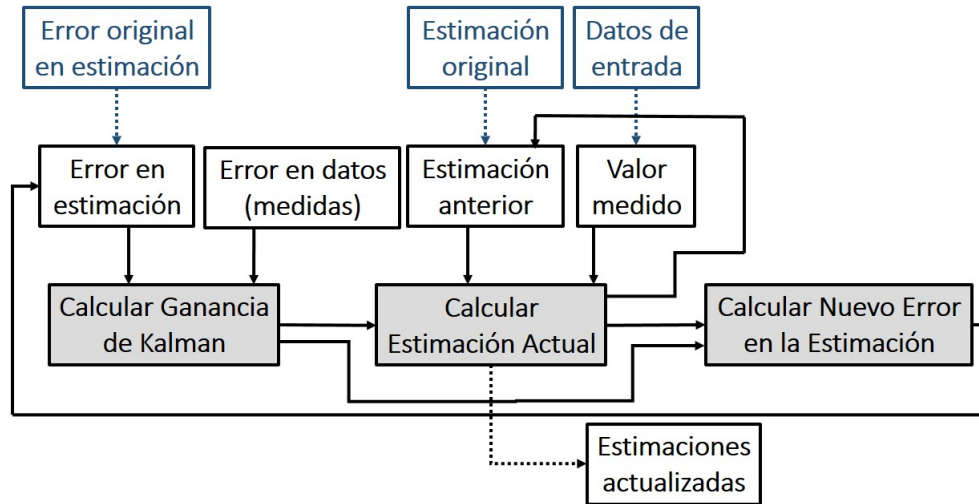 Error original
en estimación
Estimación
original
Datos de
entrada
Error en
estimación
Error en datos
(medidas)
Estimación
anterior
Valor
medido
Calcular Ganancia
de Kalman
Calcular
Estimación Actual
Calcular Nuevo Error
en la Estimación
Estimaciones
actualizadas